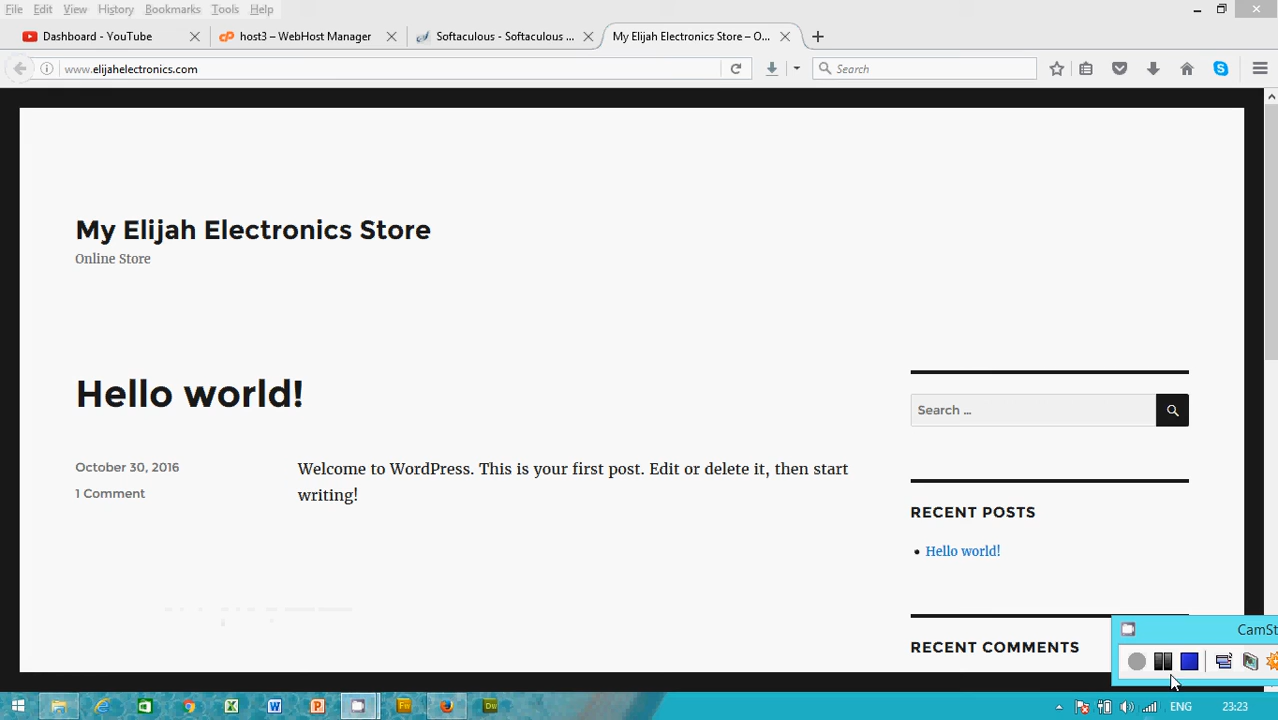 File Edit View History Bookmarks Tools Help
Dashboard - YouTube
host3 – WebHost Manager
Softaculous - Softaculous ...
My Elijah Electronics Store – O...
www.elijahelectronics.com
Search
My Elijah Electronics Store
Online Store
Hello world!
October 30, 2016
1 Comment
Welcome to WordPress. This is your first post. Edit or delete it, then start
writing!
Search …
RECENT POSTS
Hello world!
RECENT COMMENTS
CamSt
ENG
23:23